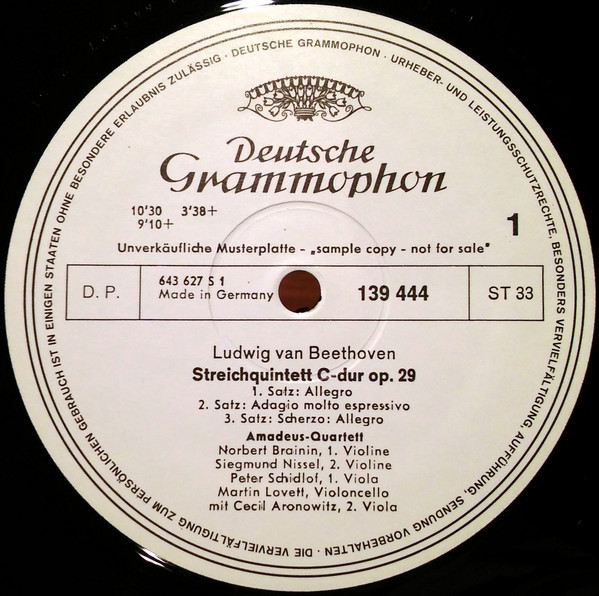 DIE VERVIELFÄLTIGUNG ZUM PERSÖNLICHEN GEBRAUCH IST IN EINIGEN STAATEN OHNE BESONDERE ERLAUBNIS ZULÄSSIG · DEUTSCHE GRAMMOPHON · URHEBER- UND LEISTUNGSSCHUTZRECHTE, BESONDERS VERVIELFÄLTIGUNG, AUFFÜHRUNG, SENDUNG VORBEHALTEN ·
Deutsche
Grammophon
10'30 3'38+
9'10+
1
Unverkäufliche Musterplatte - „sample copy - not for sale"
D. P.
643 627 S 1
Made in Germany
139 444
ST 33
Ludwig van Beethoven
Streichquintett C-dur op. 29
1. Satz: Allegro
2. Satz: Adagio molto espressivo
3. Satz: Scherzo: Allegro
Amadeus-Quartett
Norbert Brainin, 1. Violine
Siegmund Nissel, 2. Violine
Peter Schidlof, 1. Viola
Martin Lovett, Violoncello
mit Cecil Aronowitz, 2. Viola